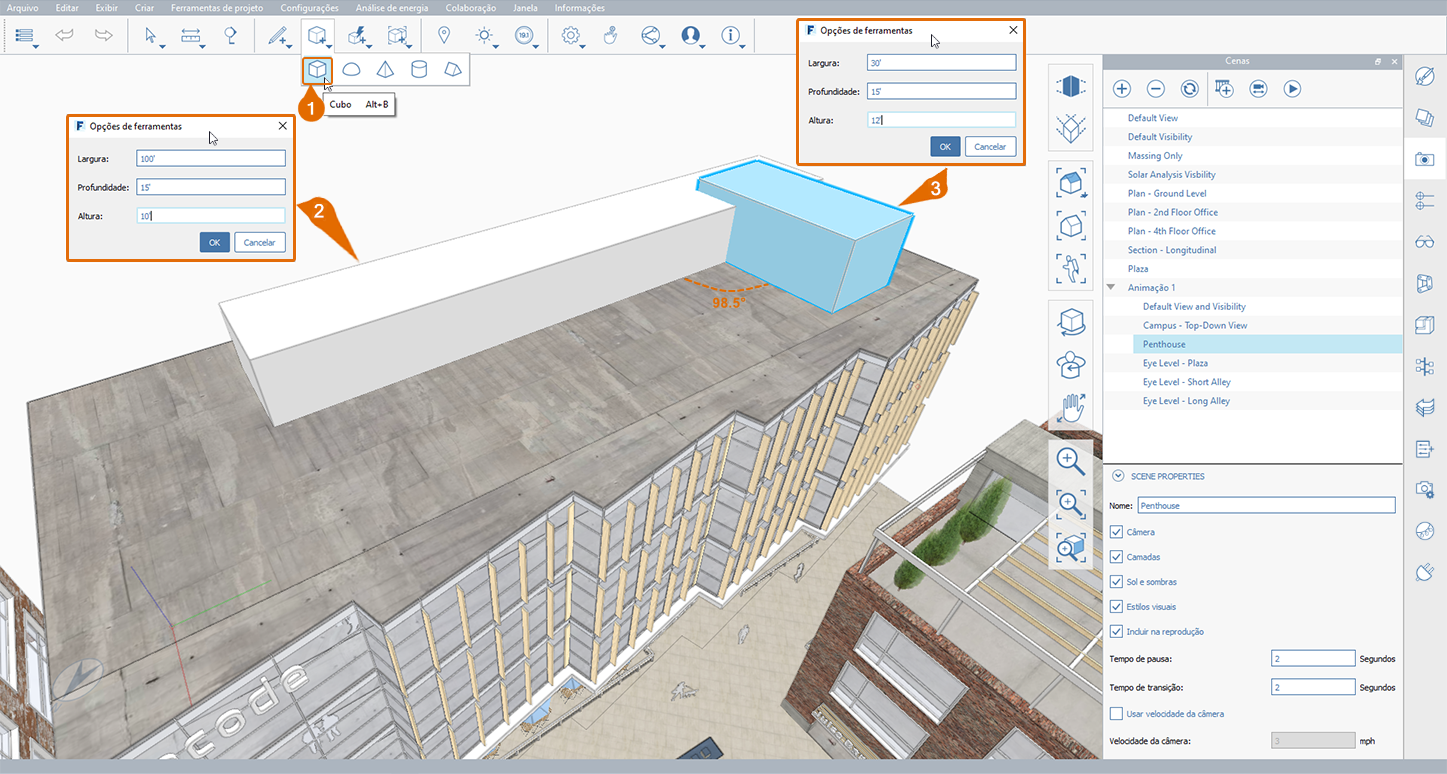 Arquivo Editar Exibir Criar Ferramentas de projeto Configurações Análise de energia Colaboração Janela Informações
191
1
Cubo Alt+B
F Opções de ferramentas
Largura: 100'
Profundidade: 15'
Altura: 10'
OK Cancelar
2
F Opções de ferramentas
Largura: 30'
Profundidade: 15'
Altura: 12'
OK Cancelar
3
98.5°
code
Cenas
Default View
Default Visibility
Massing Only
Solar Analysis Visbility
Plan - Ground Level
Plan - 2nd Floor Office
Plan - 4th Floor Office
Section - Longitudinal
Plaza
Animação 1
Default View and Visibility
Campus - Top-Down View
Penthouse
Eye Level - Plaza
Eye Level - Short Alley
Eye Level - Long Alley
SCENE PROPERTIES
Nome: Penthouse
Câmera
Camadas
Sol e sombras
Estilos visuais
Incluir na reprodução
Tempo de pausa: 2 Segundos
Tempo de transição: 2 Segundos
Usar velocidade da câmera
Velocidade da câmera: 3 mph